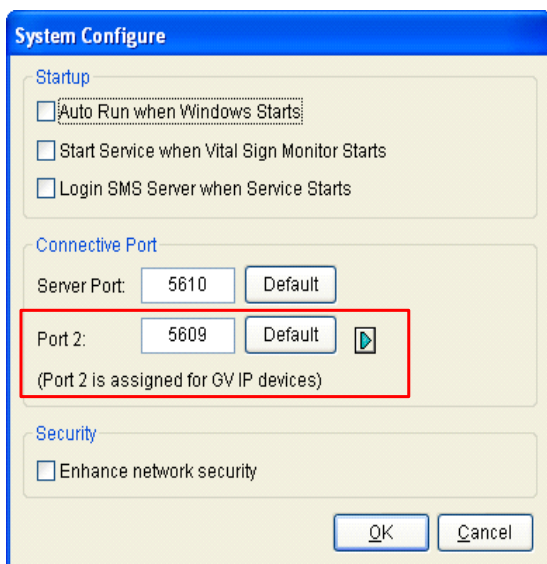 System Configure
Startup
Auto Run when Windows Starts
Start Service when Vital Sign Monitor Starts
Login SMS Server when Service Starts
Connective Port
Server Port: 5610 Default
Port 2: 5609 Default
(Port 2 is assigned for GV IP devices)
Security
Enhance network security
OK Cancel